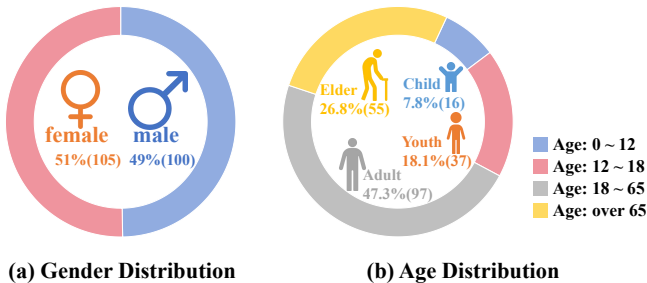 female
51%(105)
male
49%(100)
(a) Gender Distribution
Elder
26.8%(55)
Child
7.8%(16)
Youth
18.1%(37)
Adult
47.3%(97)
Age: 0 ~ 12
Age: 12 ~ 18
Age: 18 ~ 65
Age: over 65
(b) Age Distribution